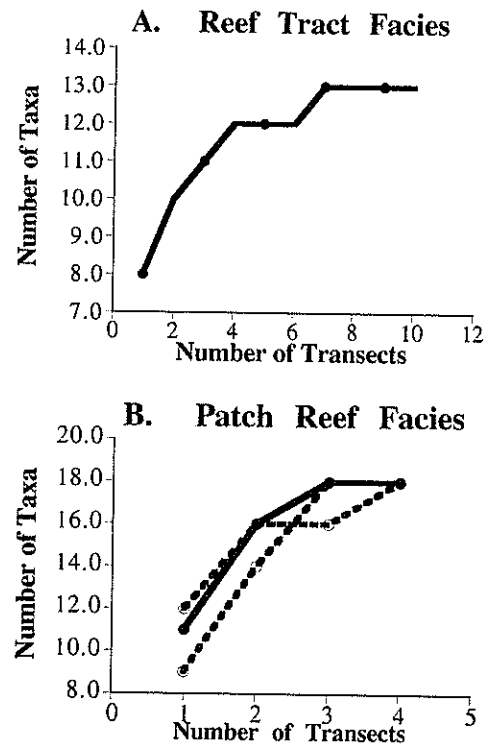 A. Reef Tract Facies
14.0
13.0
12.0
11.0
10.0
9.0
8.0
7.0
Number of Taxa
0 2 4 6 8 10 12
Number of Transects
B. Patch Reef Facies
20.0
18.0
16.0
14.0
12.0
10.0
8.0
Number of Taxa
0 1 2 3 4 5
Number of Transects